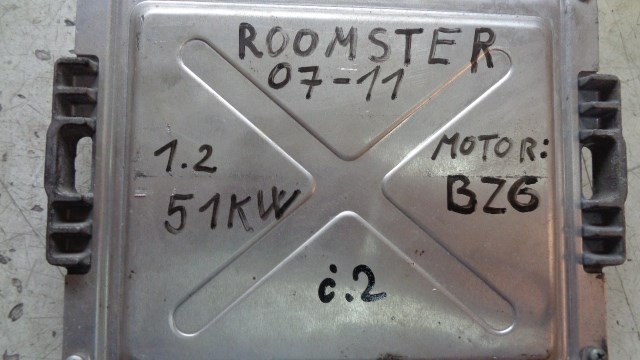 ROOMSTER
07-11
1.2
51KW
MOTOR:
BZG
č.2